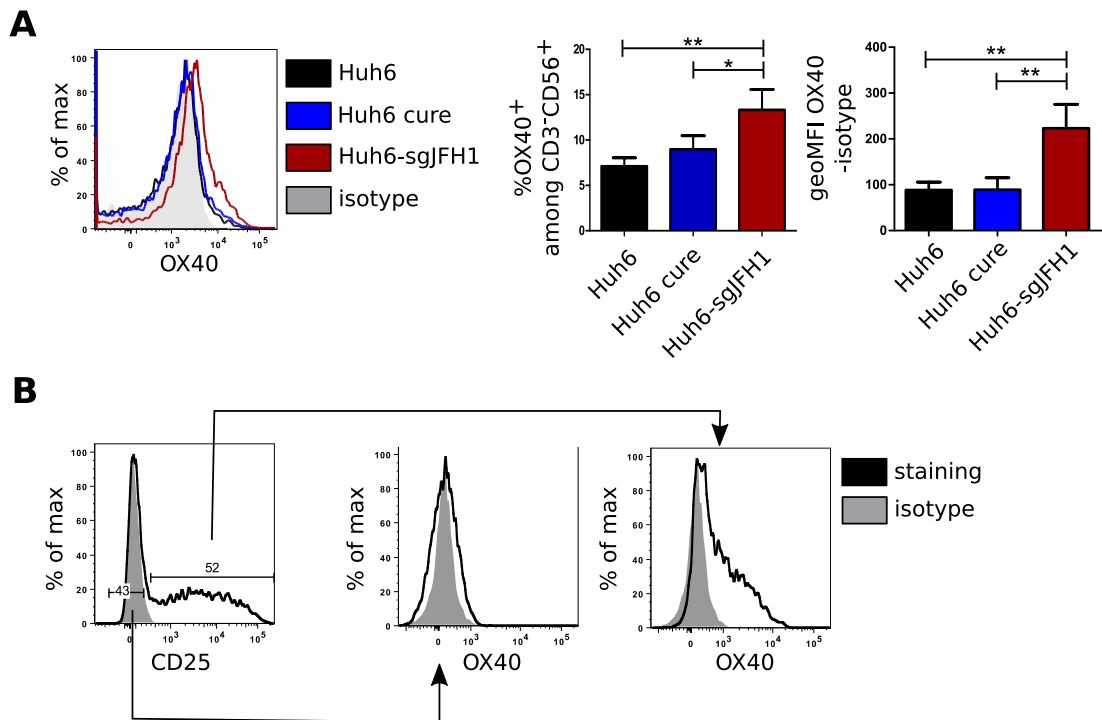 A
% of max
100
80
60
40
20
0
0 10³ 10⁴ 10⁵
OX40
Huh6
Huh6 cure
Huh6-sgJFH1
isotype
%OX40⁺
among CD3⁻CD56⁺
20
15
10
5
0
**
*
Huh6
Huh6 cure
Huh6-sgJFH1
geoMFI OX40
-isotype
400
300
200
100
0
**
**
Huh6
Huh6 cure
Huh6-sgJFH1
B
% of max
100
80
60
40
20
0
43
52
0 10³ 10⁴ 10⁵
CD25
% of max
100
80
60
40
20
0
0 10³ 10⁴ 10⁵
OX40
% of max
100
80
60
40
20
0
0 10³ 10⁴ 10⁵
OX40
staining
isotype